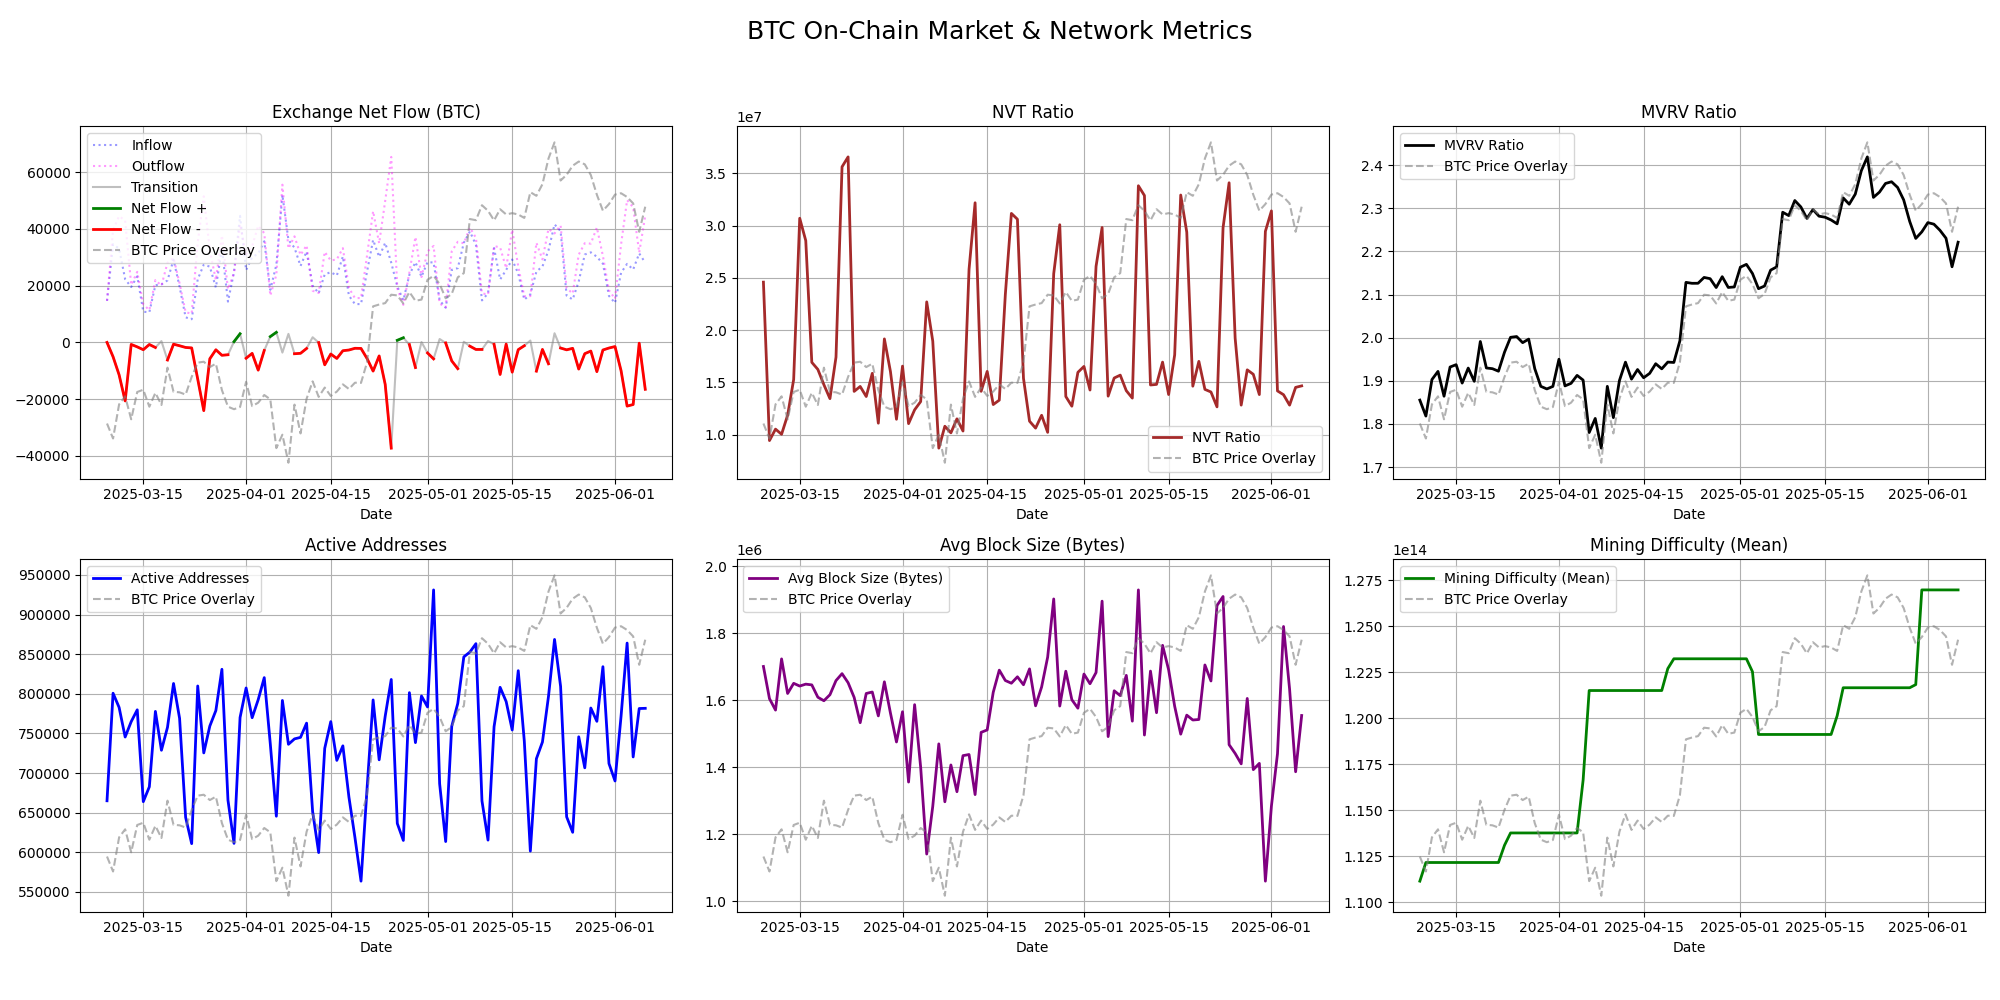 BTC On-Chain Market & Network Metrics
Exchange Net Flow (BTC)
Inflow
Outflow
Transition
Net Flow +
Net Flow -
BTC Price Overlay
60000
40000
20000
0
−20000
−40000
2025-03-15
2025-04-01
2025-04-15
2025-05-01
2025-05-15
2025-06-01
Date
NVT Ratio
1e7
3.5
3.0
2.5
2.0
1.5
1.0
NVT Ratio
BTC Price Overlay
2025-03-15
2025-04-01
2025-04-15
2025-05-01
2025-05-15
2025-06-01
Date
MVRV Ratio
MVRV Ratio
BTC Price Overlay
2.4
2.3
2.2
2.1
2.0
1.9
1.8
1.7
2025-03-15
2025-04-01
2025-04-15
2025-05-01
2025-05-15
2025-06-01
Date
Active Addresses
Active Addresses
BTC Price Overlay
950000
900000
850000
800000
750000
700000
650000
600000
550000
2025-03-15
2025-04-01
2025-04-15
2025-05-01
2025-05-15
2025-06-01
Date
Avg Block Size (Bytes)
1e6
Avg Block Size (Bytes)
BTC Price Overlay
2.0
1.8
1.6
1.4
1.2
1.0
2025-03-15
2025-04-01
2025-04-15
2025-05-01
2025-05-15
2025-06-01
Date
Mining Difficulty (Mean)
1e14
Mining Difficulty (Mean)
BTC Price Overlay
1.275
1.250
1.225
1.200
1.175
1.150
1.125
1.100
2025-03-15
2025-04-01
2025-04-15
2025-05-01
2025-05-15
2025-06-01
Date